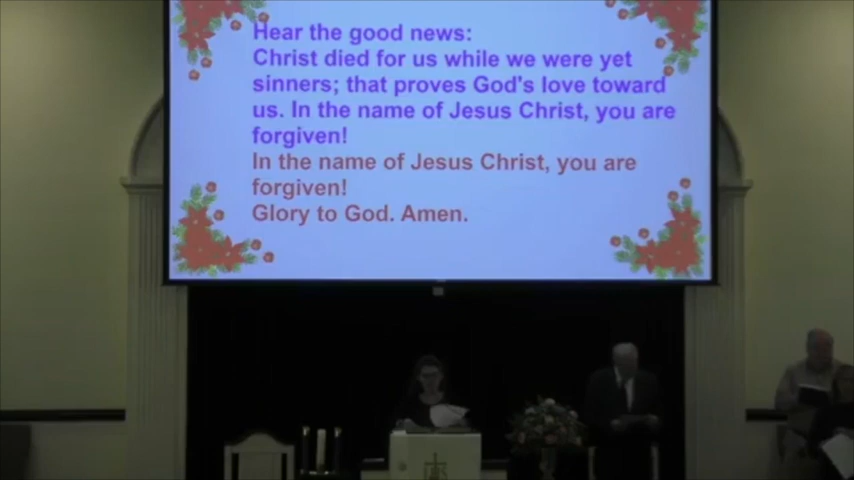 Hear the good news:
Christ died for us while we were yet
sinners; that proves God's love toward
us. In the name of Jesus Christ, you are
forgiven!
In the name of Jesus Christ, you are
forgiven!
Glory to God. Amen.